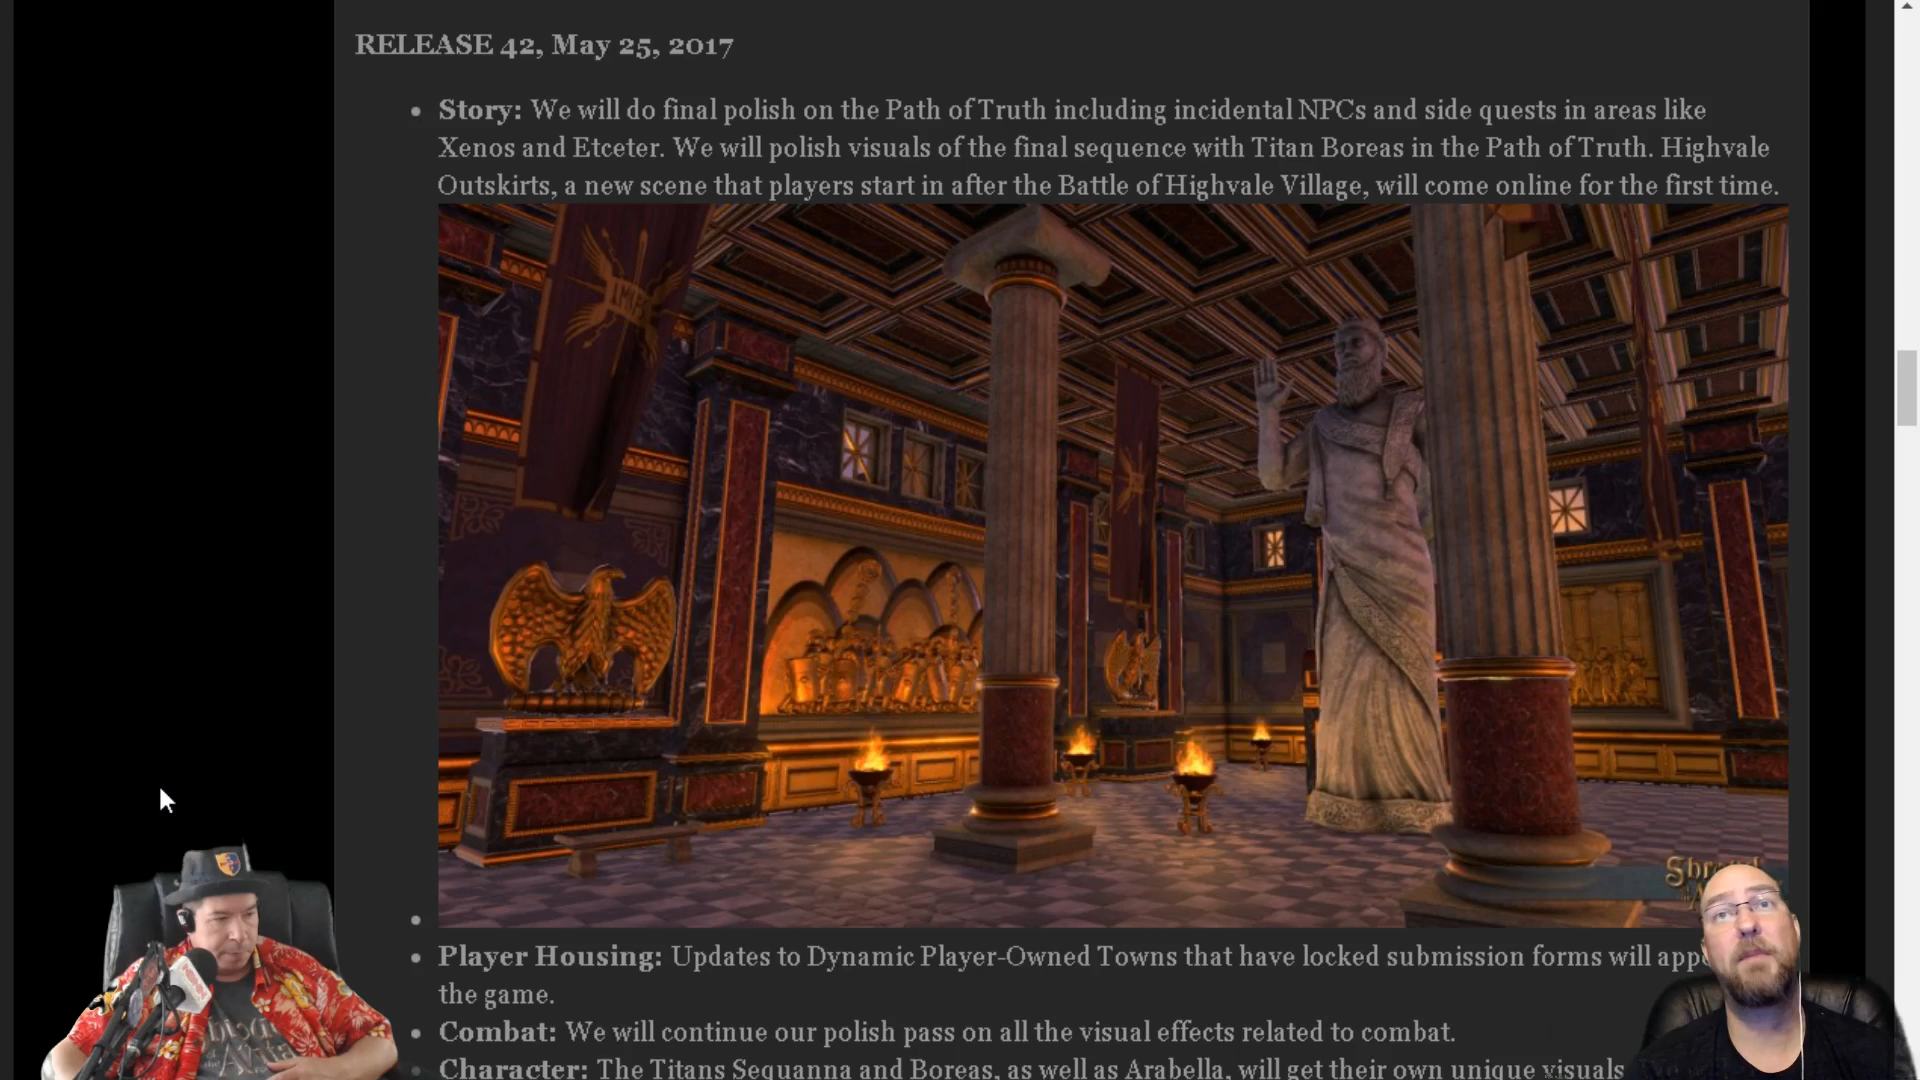 RELEASE 42, May 25, 2017
Story: We will do final polish on the Path of Truth including incidental NPCs and side quests in areas like
Xenos and Etceter. We will polish visuals of the final sequence with Titan Boreas in the Path of Truth. Highvale
Outskirts, a new scene that players start in after the Battle of Highvale Village, will come online for the first time.
Player Housing: Updates to Dynamic Player-Owned Towns that have locked submission forms will
the game.
Combat: We will continue our polish pass on all the visual effects related to combat.
Character: The Titans Sequanna and Boreas, as well as Arabella, will get their own unique visuals